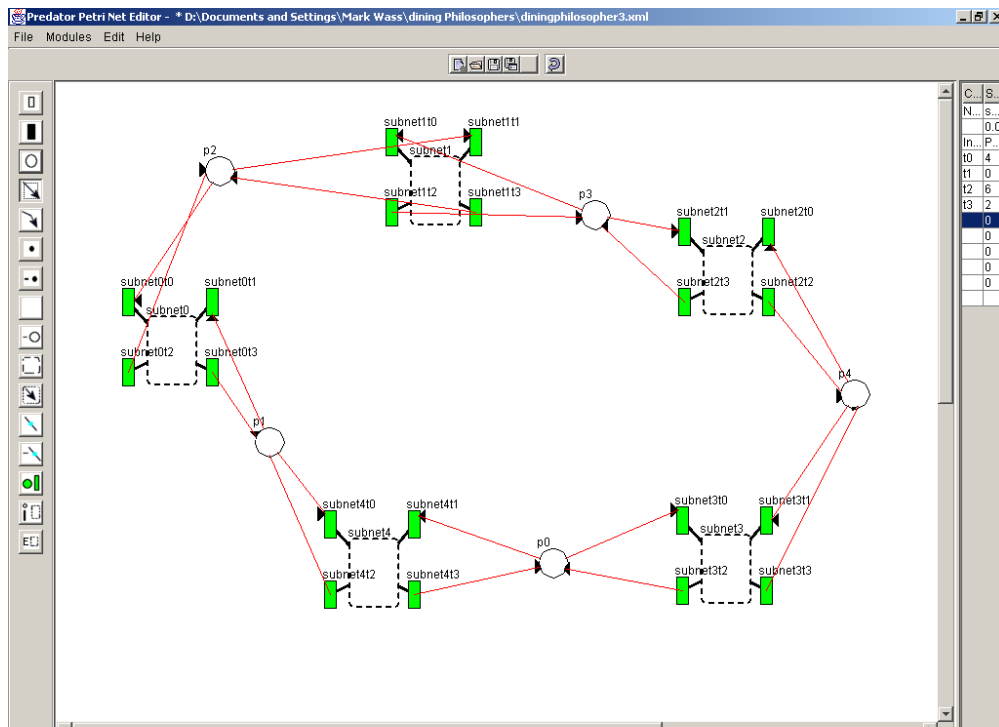 Predator Petri Net Editor - * D:\Documents and Settings\Mark Wass\dining Philosophers\diningphilosopher3.xml
File Modules Edit Help
C... S...
N... s...
0.0
In... P...
t0 4
t1 0
t2 6
t3 2
0
0
0
0
0
subnet1t0 subnet1t1
p2
subnet1
subnet1t2 subnet1t3
p3
subnet2t1 subnet2t0
subnet2
subnet2t3 subnet2t2
subnet0t0 subnet0t1
subnet0
subnet0t2 subnet0t3
p4
p1
subnet4t0 subnet4t1
subnet3t0 subnet3t1
subnet4
p0
subnet3
subnet4t2 subnet4t3
subnet3t2 subnet3t3